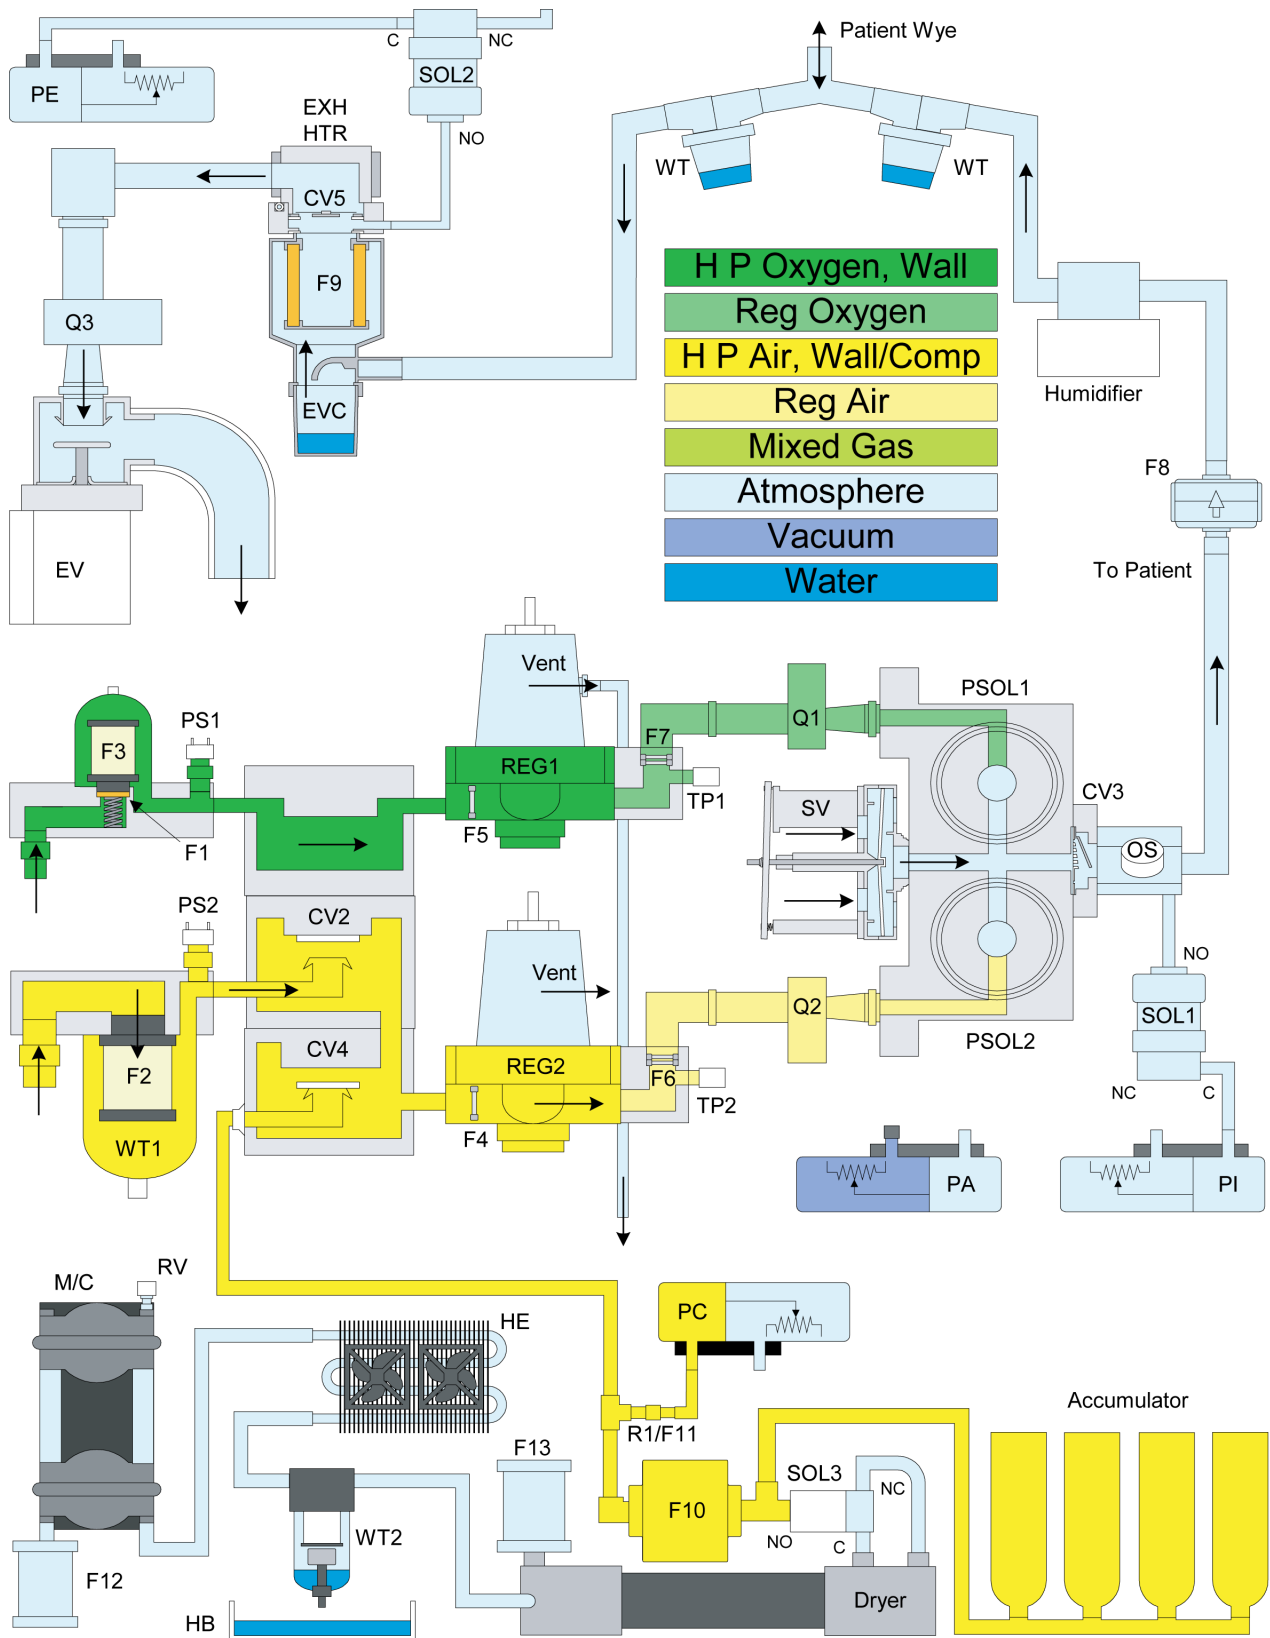 Patient Wye
C
NC
SOL2
PE
NO
EXH
HTR
WT
WT
CV5
F9
Q3
EVC
EV
H P Oxygen, Wall
Reg Oxygen
H P Air, Wall/Comp
Reg Air
Mixed Gas
Atmosphere
Vacuum
Water
Humidifier
F8
To Patient
Vent
PSOL1
PS1
F3
Q1
F7
REG1
TP1
CV3
SV
F5
F1
OS
PS2
CV2
NO
Vent
Q2
SOL1
PSOL2
CV4
REG2
F2
F6
TP2
NC
C
F4
WT1
PA
PI
RV
M/C
HE
PC
Accumulator
R1/F11
F13
SOL3
NC
F10
NO
C
WT2
F12
Dryer
HB